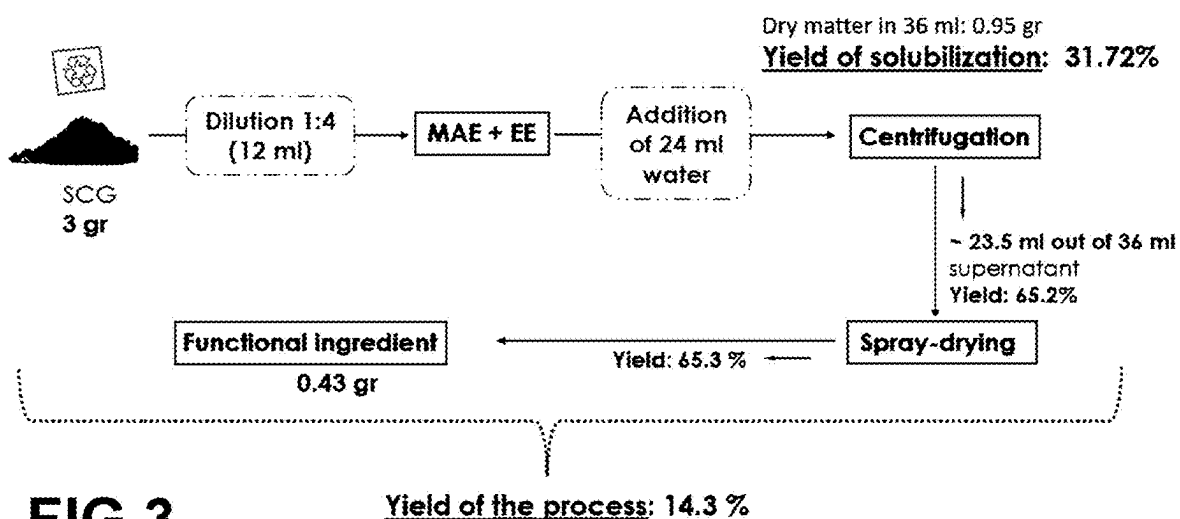 Dry matter in 36 ml: 0.95 gr
Yield of solubilization: 31.72%
Dilution 1:4
(12 ml)
MAE + EE
Addition
of 24 ml
water
Centrifugation
SCG
3 gr
~ 23.5 ml out of 36 ml
supernatant
Yield: 65.2%
Functional ingredient
0.43 gr
Yield: 65.3 %
Spray-drying
Yield of the process: 14.3 %
FIG 3